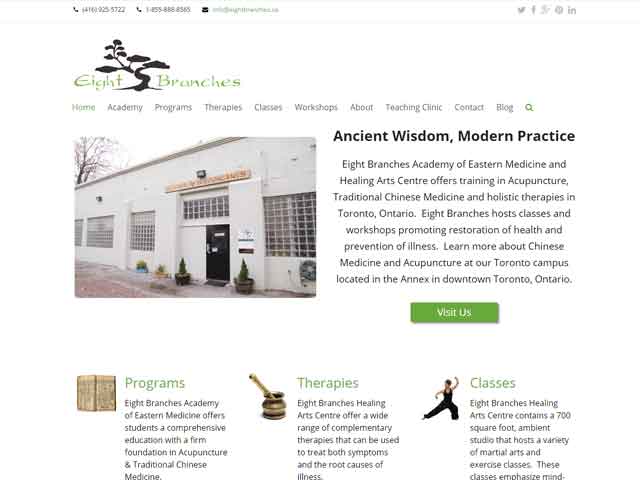 (416) 925-5722 1-855-888-8565 info@eightbranches.ca
Eight Branches
Home Academy Programs Therapies Classes Workshops About Teaching Clinic Contact Blog
Ancient Wisdom, Modern Practice
Eight Branches Academy of Eastern Medicine and
Healing Arts Centre offers training in Acupuncture,
Traditional Chinese Medicine and holistic therapies in
Toronto, Ontario. Eight Branches hosts classes and
workshops promoting restoration of health and
prevention of illness. Learn more about Chinese
Medicine and Acupuncture at our Toronto campus
located in the Annex in downtown Toronto, Ontario.
Visit Us
Programs
Eight Branches Academy
of Eastern Medicine offers
students a comprehensive
education with a firm
foundation in Acupuncture
& Traditional Chinese
Medicine.
Therapies
Eight Branches Healing
Arts Centre offer a wide
range of complementary
therapies that can be used
to treat both symptoms
and the root causes of
illness.
Classes
Eight Branches Healing
Arts Centre contains a 700
square foot, ambient
studio that hosts a variety
of martial arts and
exercise classes. These
classes emphasize mind-